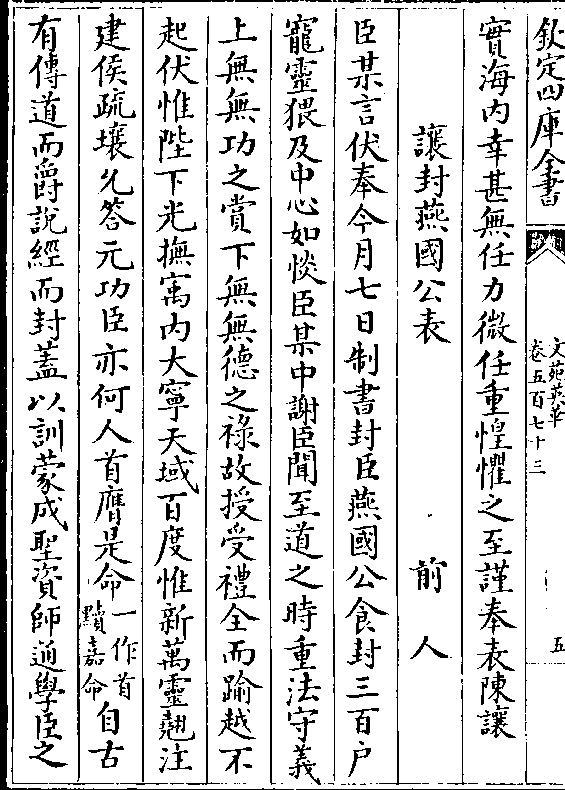 欽定四庫全書
文苑英華
卷五百七十三
五
實海内幸甚無任力微任重惶懼之至謹奉表陳讓
讓封燕國公表
前人
臣某言伏奉今月七日制書封臣燕國公食封三百户
寵靈猥及中心如惔臣某中謝臣聞至道之時重法守義
上無無功之賞下無無德之祿故授受禮全而踰越不
起伏惟陛下光撫寓内大寧天域百度惟新萬靈翹注
建侯疏壤允答元功臣亦何人首膺是命一作首黷嘉命自古
有傳道而爵說經而封蓋以訓蒙成聖資師通學臣之